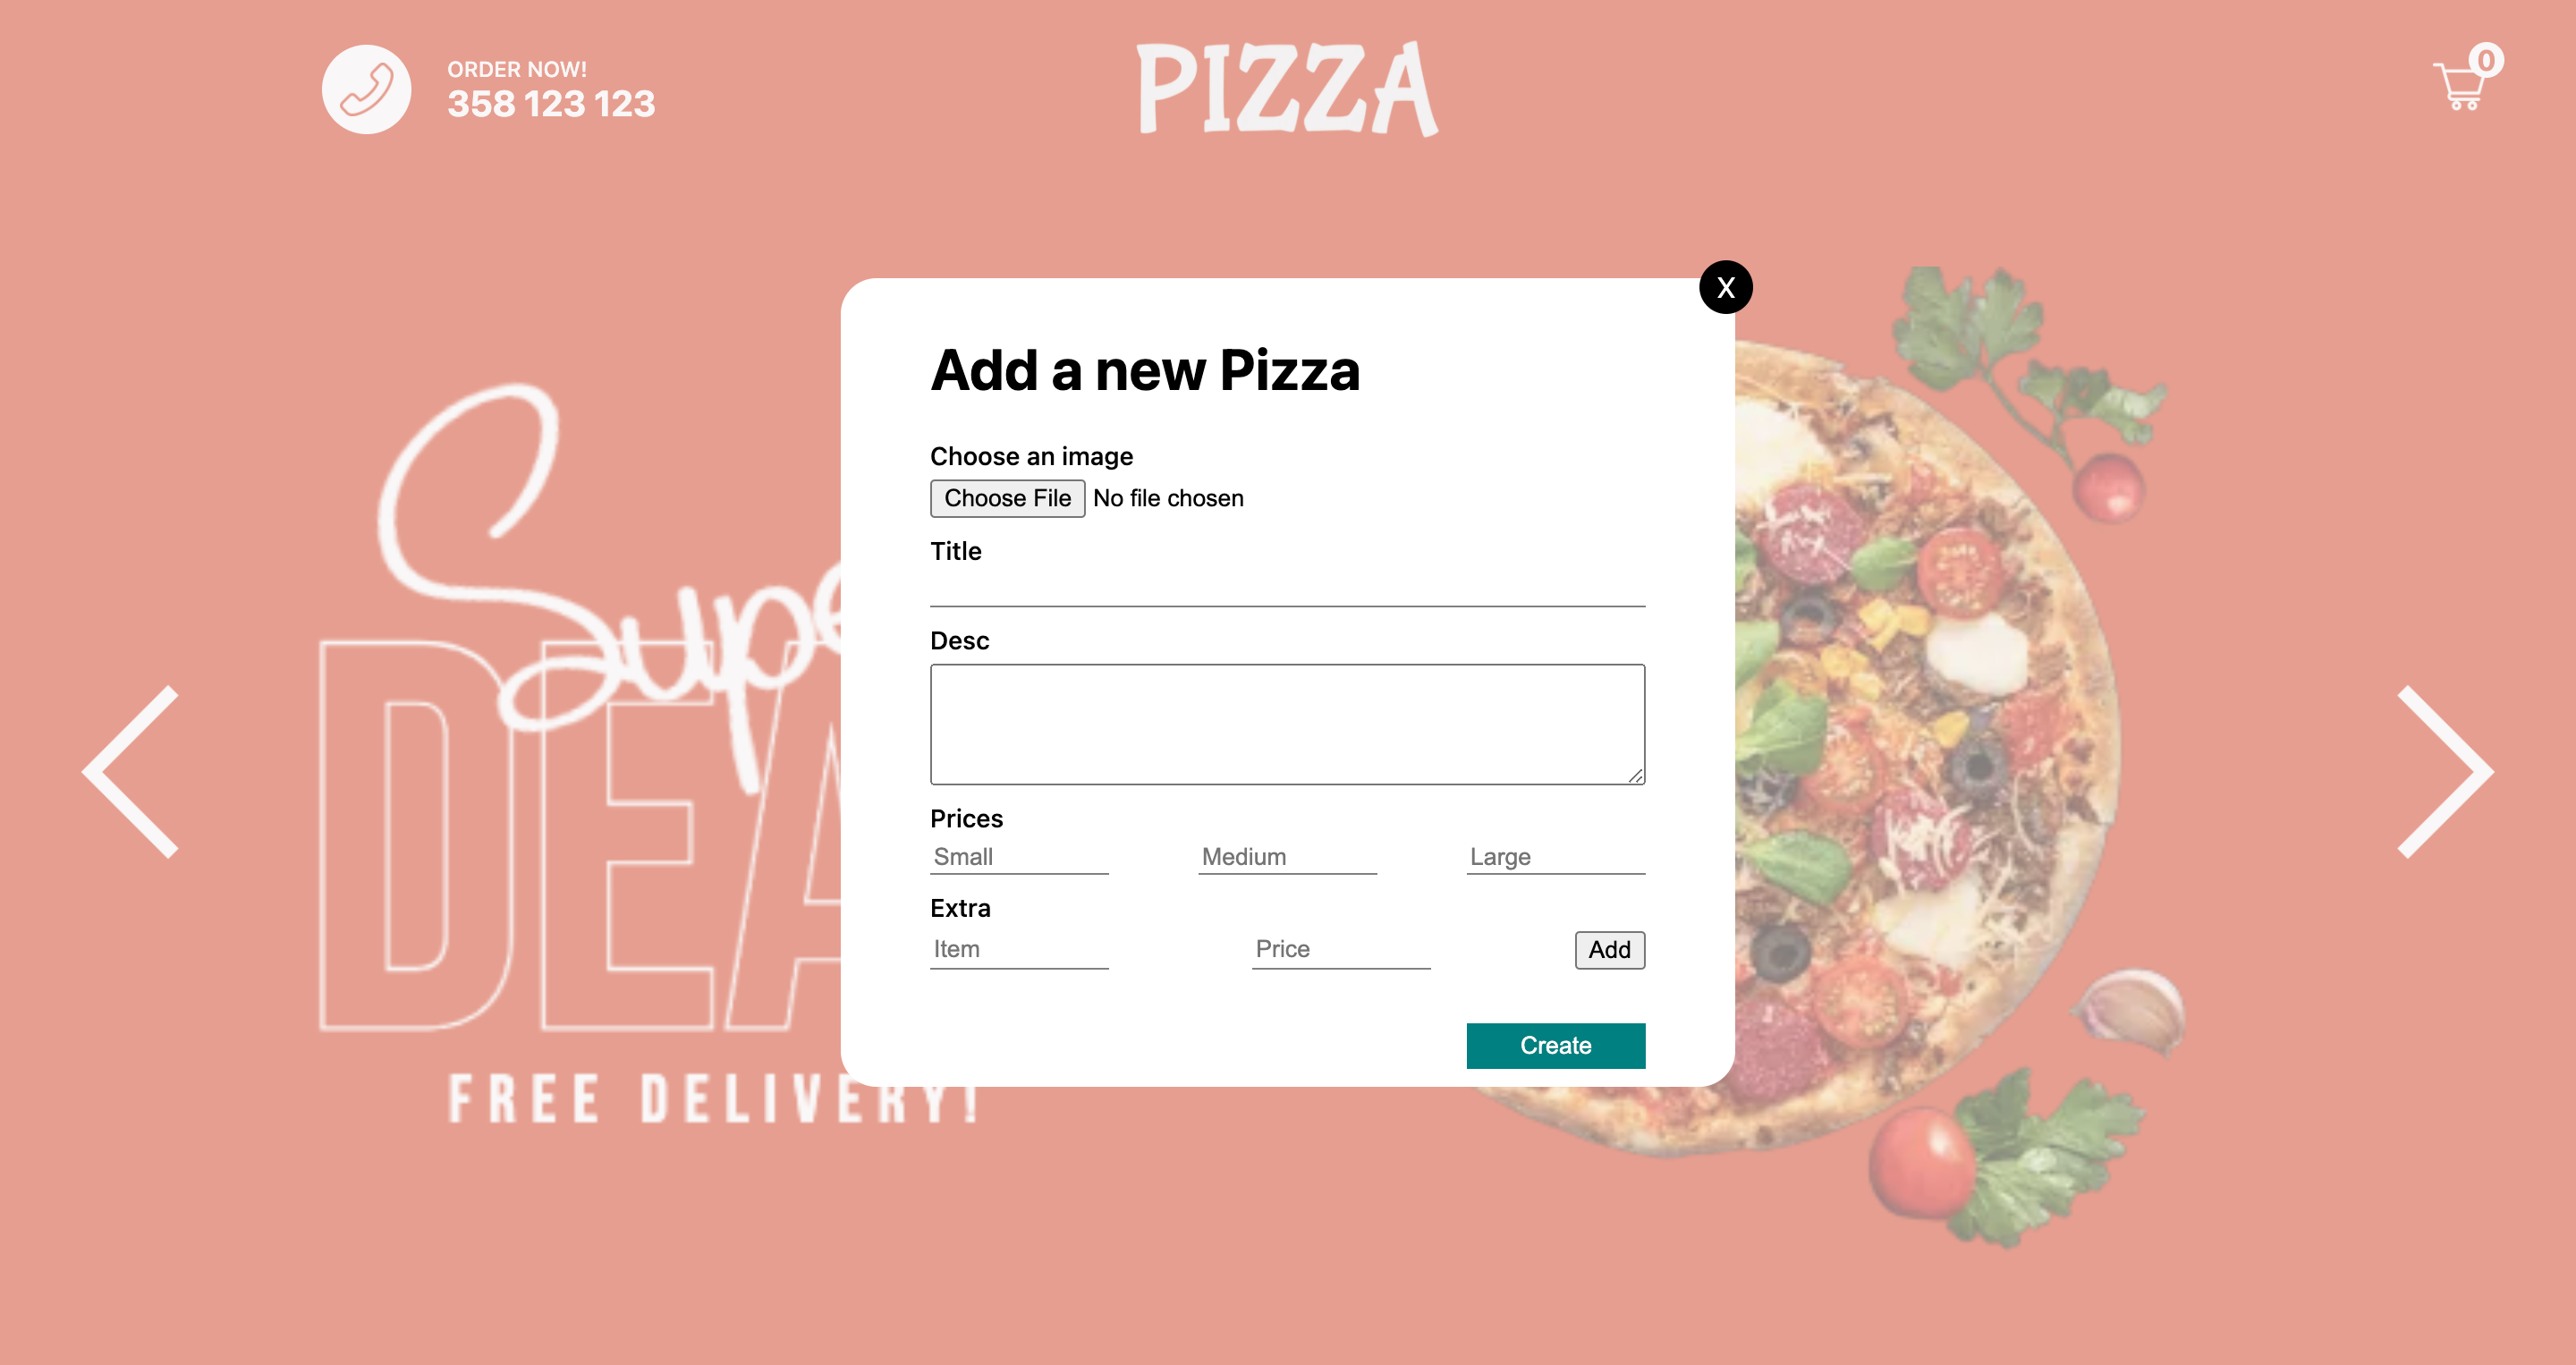 ORDER NOW!
358 123 123
PIZZA
0
X
Add a new Pizza
Choose an image
Choose File No file chosen
Title
Desc
Prices
Small Medium Large
Extra
Item Price Add
Create
Supe
DEA
FREE DELIVERY!